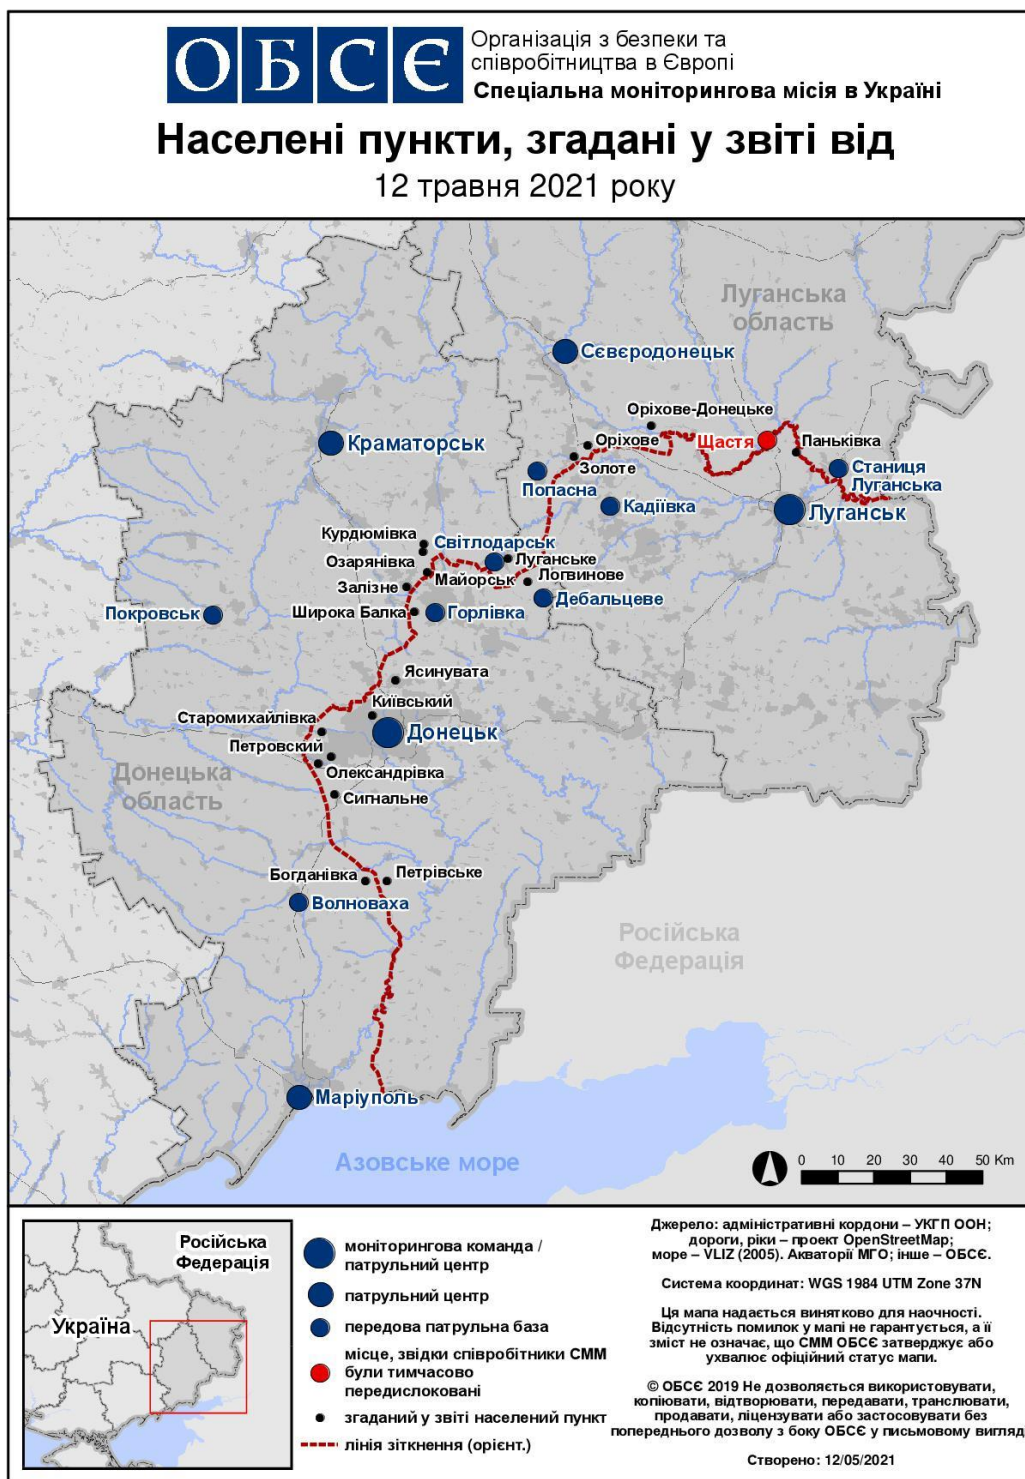 ОБСЄ
Організація з безпеки та
співробітництва в Європі
Спеціальна моніторингова місія в Україні
Населені пункти, згадані у звіті від
12 травня 2021 року
Луганська
область
Сєвєродонецьк
Оріхове-Донецьке
Краматорськ
Оріхове
Щастя
Паньківка
Золоте
Станиця
Луганська
Попасна
Кадіївка
Луганськ
Курдюмівка
Світлодарськ
Озарянівка
Луганське
Майорськ
Логвинове
Залізне
Дебальцеве
Покровськ
Широка Балка
Горлівка
Ясинувата
Київський
Старомихайлівка
Донецьк
Петровский
Донецька
область
Олександрівка
Сигнальне
Богданівка
Петрівське
Волноваха
Російська
Федерація
Маріуполь
Азовське море
0 10 20 30 40 50 Km
Російська
Федерація
Україна
моніторингова команда /
патрульний центр
патрульний центр
передова патрульна база
місце, звідки співробітники СММ
були тимчасово
передислоковані
згаданий у звіті населений пункт
лінія зіткнення (орієнт.)
Джерело: адміністративні кордони – УКГП ООН;
дороги, ріки – проект OpenStreetMap;
море – VLIZ (2005). Акваторії МГО; інше – ОБСЄ.
Система координат: WGS 1984 UTM Zone 37N
Ця мапа надається винятково для наочності.
Відсутність помилок у мапі не гарантується, а її
зміст не означає, що СММ ОБСЄ затверджує або
ухвалює офіційний статус мапи.
© ОБСЄ 2019 Не дозволяється використовувати,
копіювати, відтворювати, передавати, транслювати,
продавати, ліцензувати або застосовувати без
попереднього дозволу з боку ОБСЄ у письмовому вигляд
Створено: 12/05/2021